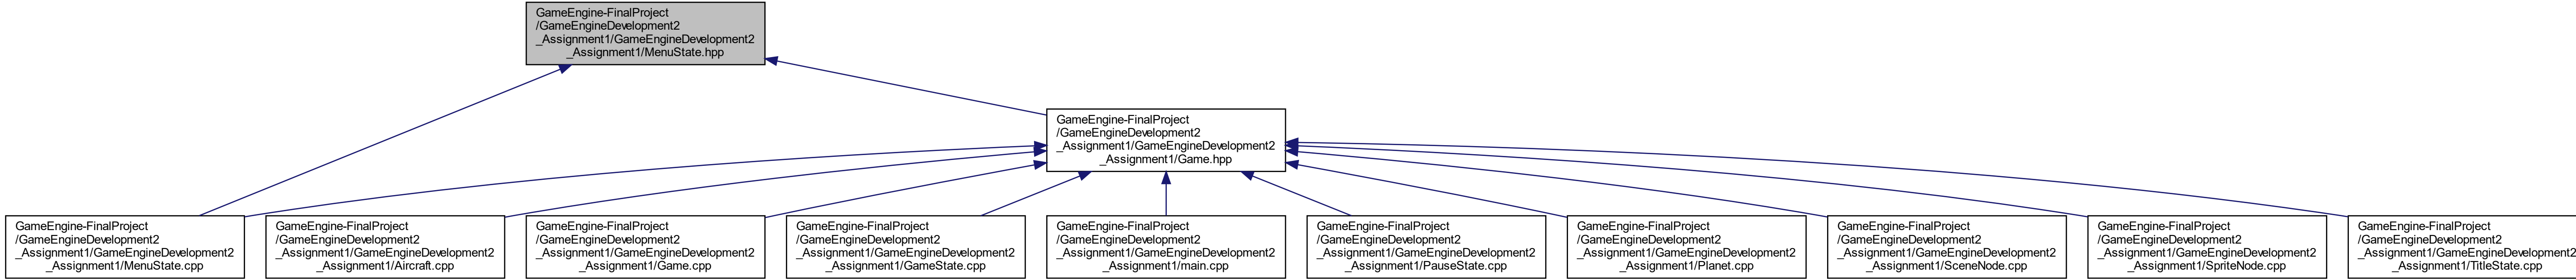 GameEngine-FinalProject
/GameEngineDevelopment2
_Assignment1/GameEngineDevelopment2
_Assignment1/MenuState.hpp
GameEngine-FinalProject
/GameEngineDevelopment2
_Assignment1/GameEngineDevelopment2
_Assignment1/Game.hpp
GameEngine-FinalProject
/GameEngineDevelopment2
_Assignment1/GameEngineDevelopment2
_Assignment1/MenuState.cpp
GameEngine-FinalProject
/GameEngineDevelopment2
_Assignment1/GameEngineDevelopment2
_Assignment1/Aircraft.cpp
GameEngine-FinalProject
/GameEngineDevelopment2
_Assignment1/GameEngineDevelopment2
_Assignment1/Game.cpp
GameEngine-FinalProject
/GameEngineDevelopment2
_Assignment1/GameEngineDevelopment2
_Assignment1/GameState.cpp
GameEngine-FinalProject
/GameEngineDevelopment2
_Assignment1/GameEngineDevelopment2
_Assignment1/main.cpp
GameEngine-FinalProject
/GameEngineDevelopment2
_Assignment1/GameEngineDevelopment2
_Assignment1/PauseState.cpp
GameEngine-FinalProject
/GameEngineDevelopment2
_Assignment1/GameEngineDevelopment2
_Assignment1/Planet.cpp
GameEngine-FinalProject
/GameEngineDevelopment2
_Assignment1/GameEngineDevelopment2
_Assignment1/SceneNode.cpp
GameEngine-FinalProject
/GameEngineDevelopment2
_Assignment1/GameEngineDevelopment2
_Assignment1/SpriteNode.cpp
GameEngine-FinalProject
/GameEngineDevelopment2
_Assignment1/GameEngineDevelopment2
_Assignment1/TitleState.cpp